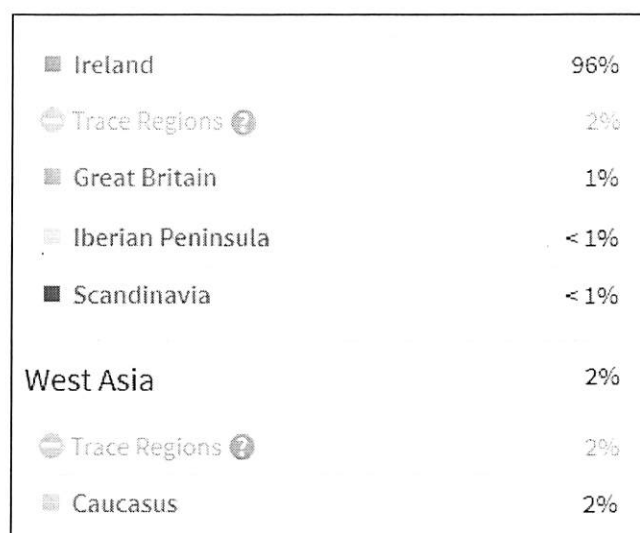 Ireland 96%
Trace Regions ? 2%
Great Britain 1%
Iberian Peninsula < 1%
Scandinavia < 1%
West Asia 2%
Trace Regions ? 2%
Caucasus 2%